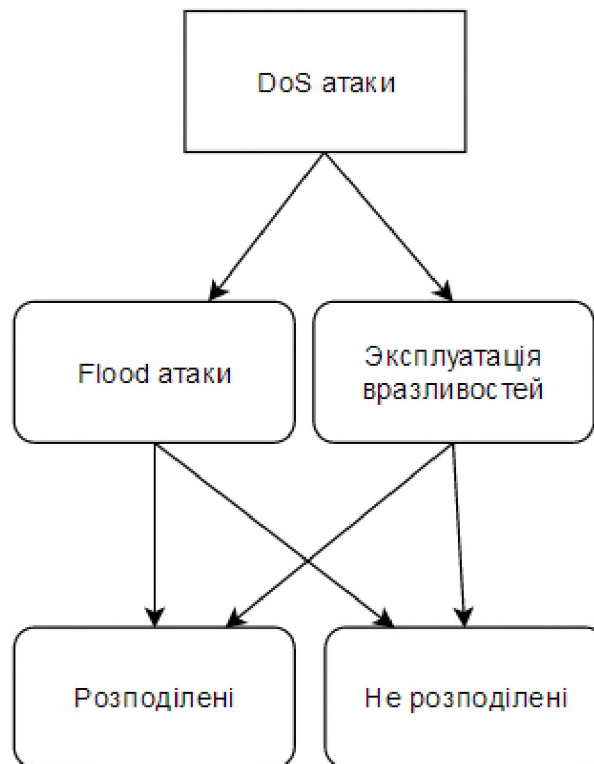 DoS атаки
Flood атаки
Эксплуатація
вразливостей
Розподілені
Не розподілені